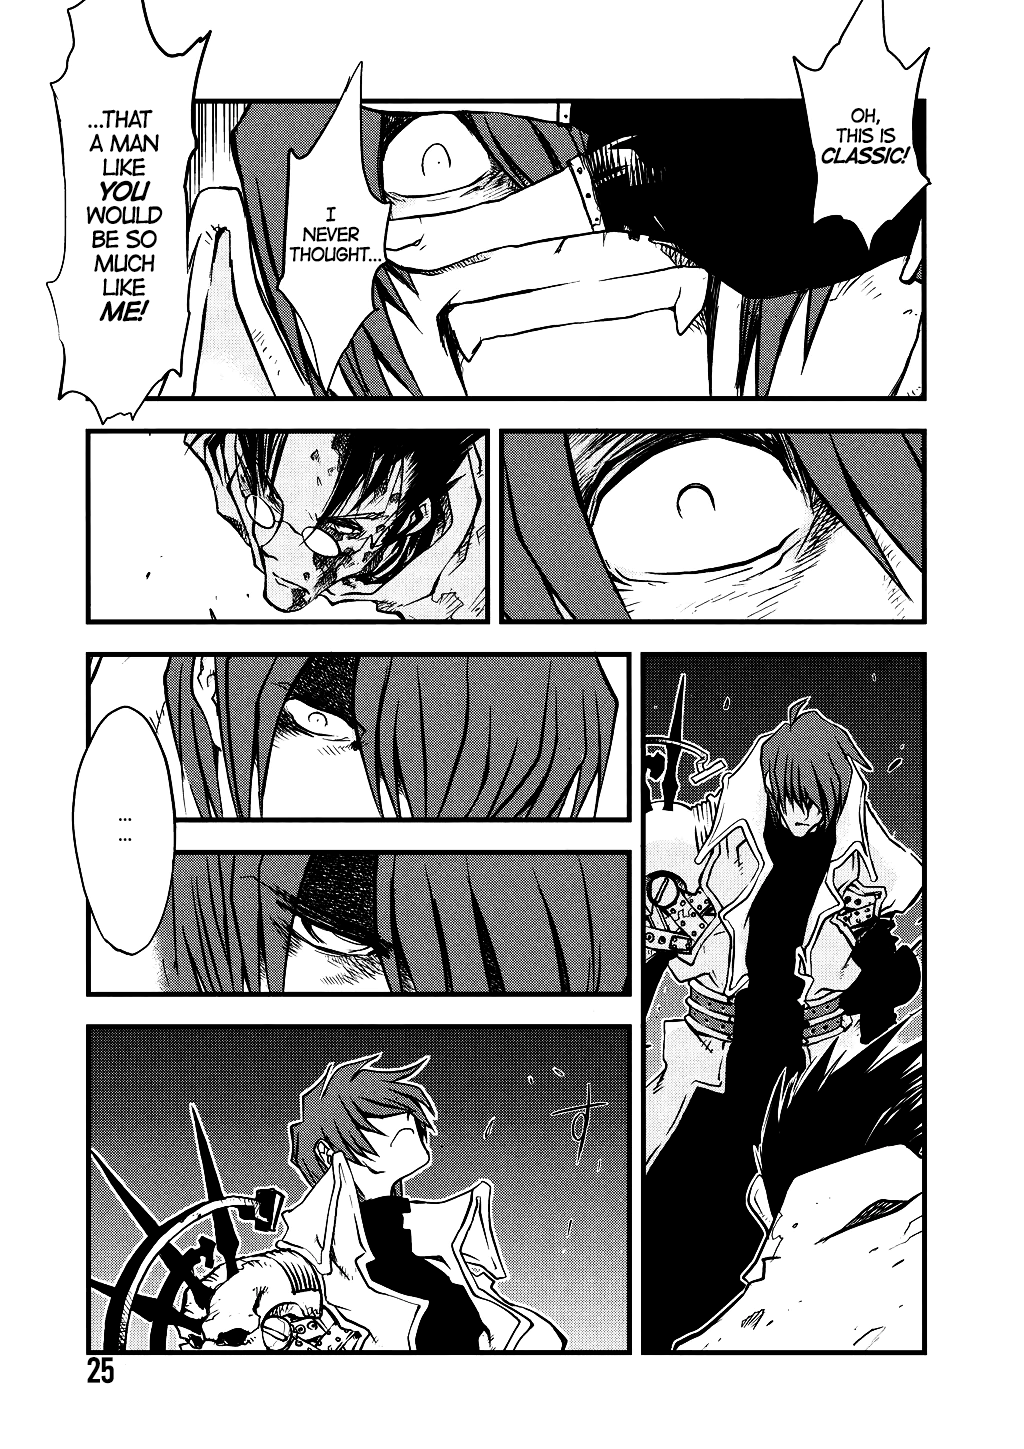 OH,
THIS IS
CLASSIC!
I
NEVER
THOUGHT...
...THAT
A MAN
LIKE
YOU
WOULD
BE SO
MUCH
LIKE
ME!
...
...
す
25